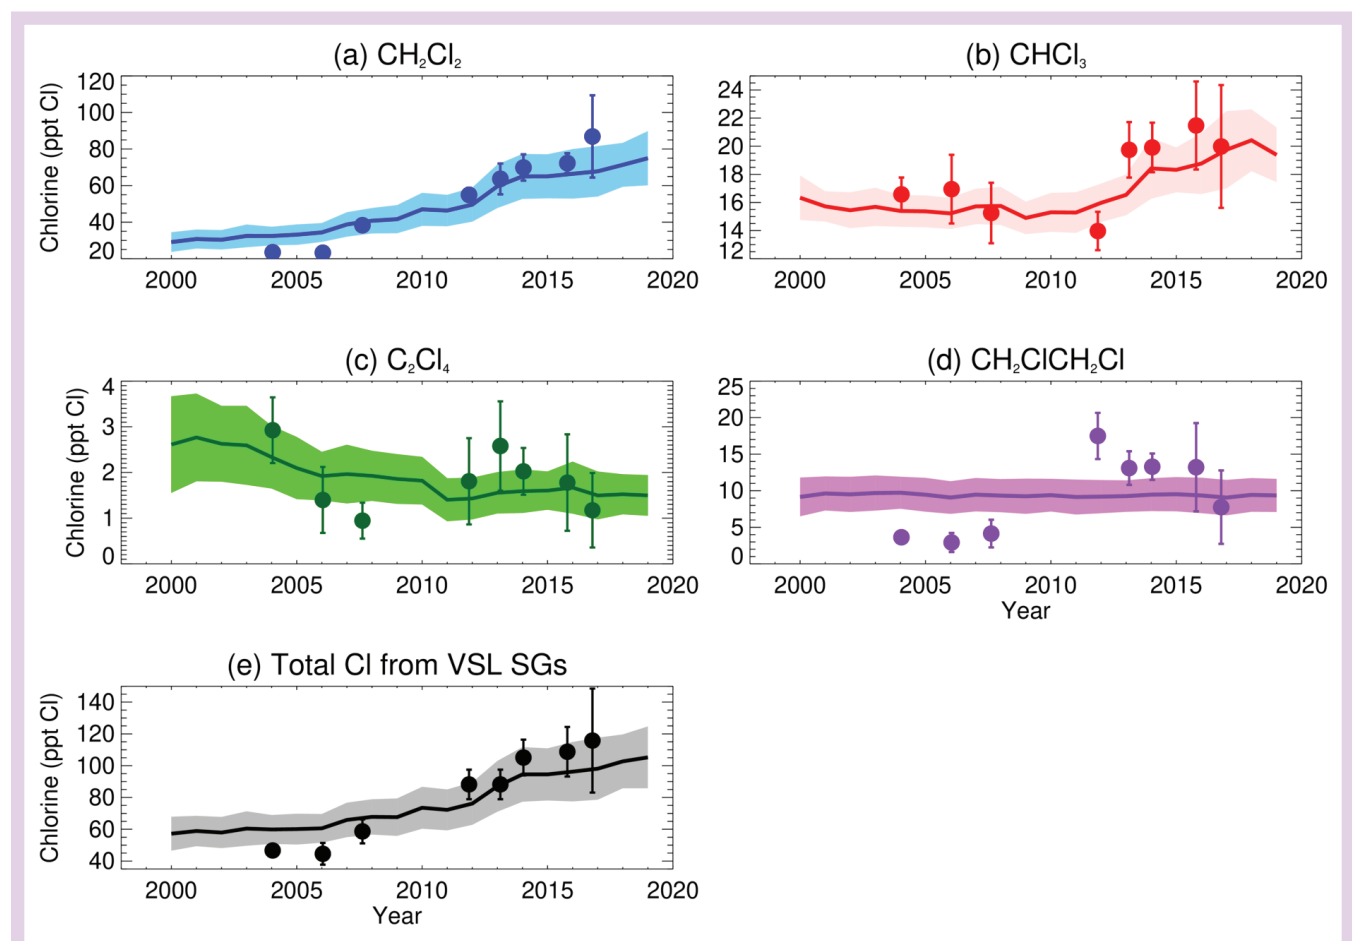 (a) CH₂Cl₂
Chlorine (ppt Cl)
120
100
80
60
40
20
2000 2005 2010 2015 2020
(b) CHCl₃
24
22
20
18
16
14
12
2000 2005 2010 2015 2020
(c) C₂Cl₄
Chlorine (ppt Cl)
4
3
2
1
0
2000 2005 2010 2015 2020
(d) CH₂ClCH₂Cl
25
20
15
10
5
0
2000 2005 2010 2015 2020
Year
(e) Total Cl from VSL SGs
Chlorine (ppt Cl)
140
120
100
80
60
40
2000 2005 2010 2015 2020
Year